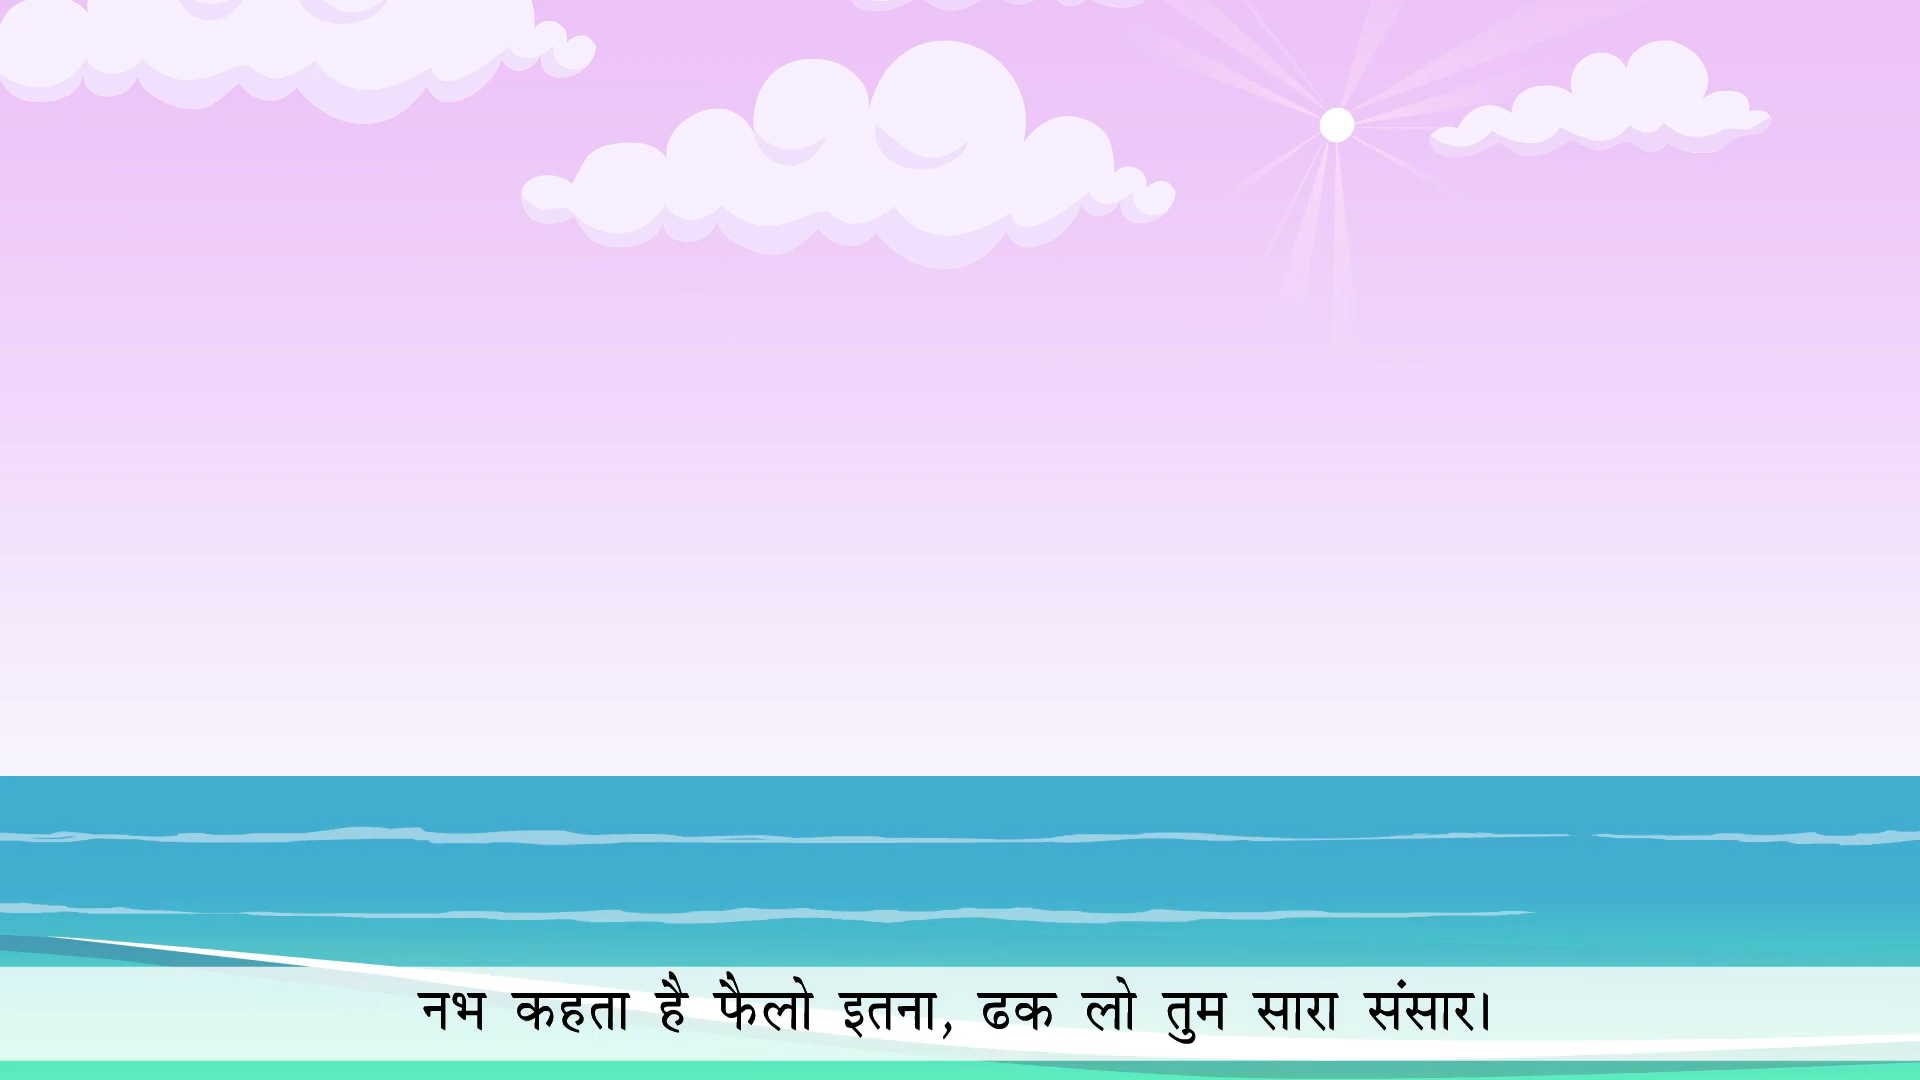 नभ कहता है फैलो इतना, ढक लो तुम सारा संसार।